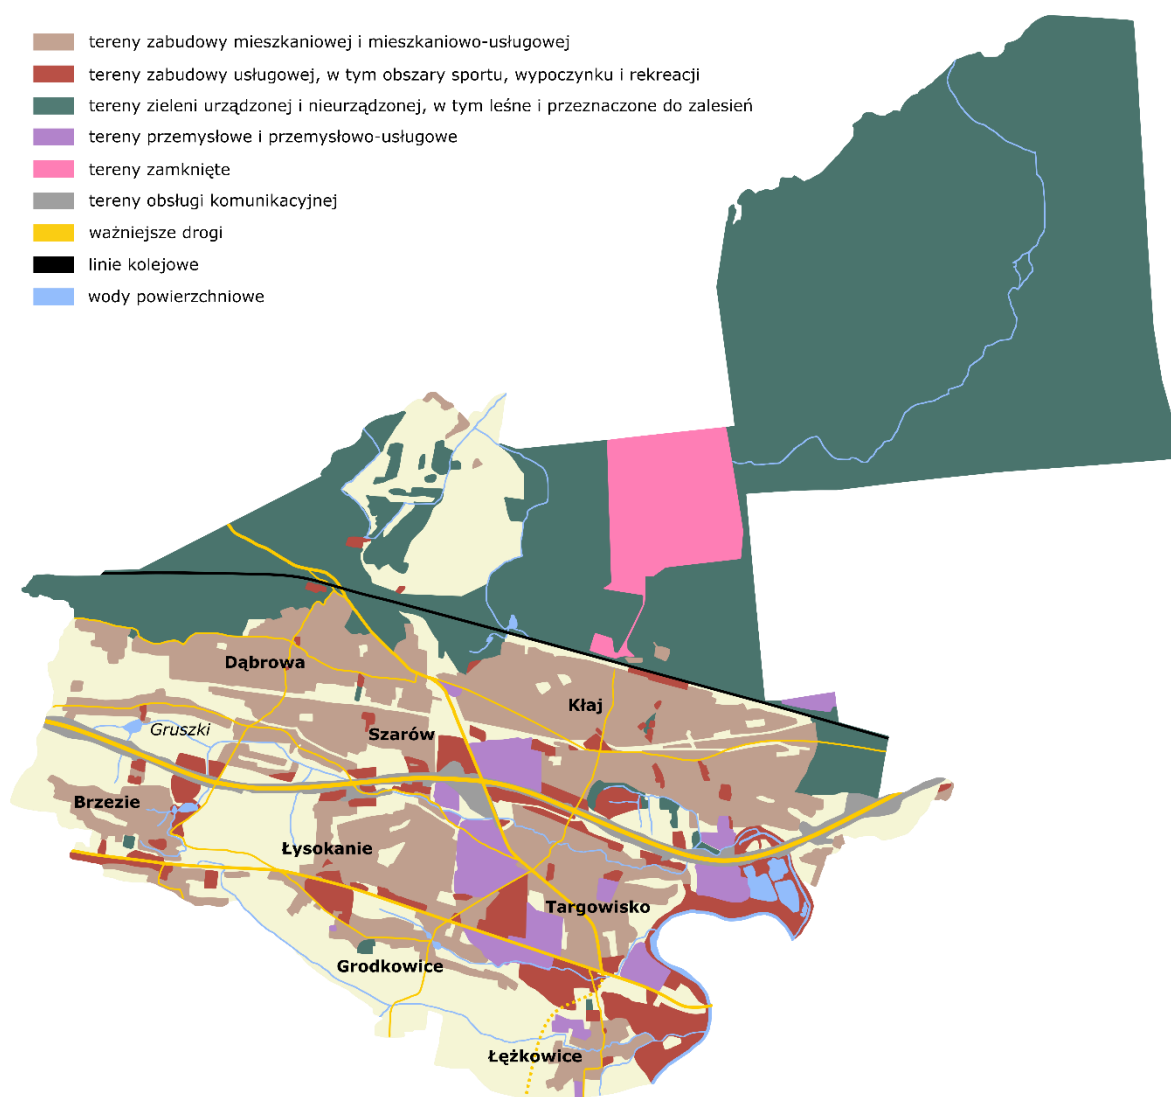 tereny zabudowy mieszkaniowej i mieszkaniowo-usługowej
tereny zabudowy usługowej, w tym obszary sportu, wypoczynku i rekreacji
tereny zieleni urządzonej i nieurządzonej, w tym leśne i przeznaczone do zalesień
tereny przemysłowe i przemysłowo-usługowe
tereny zamknięte
tereny obsługi komunikacyjnej
ważniejsze drogi
linie kolejowe
wody powierzchniowe
Dąbrowa
Kłaj
Gruszki
Szarów
Brzezie
Łysokanie
Targowisko
Grodkowice
Łężkowice